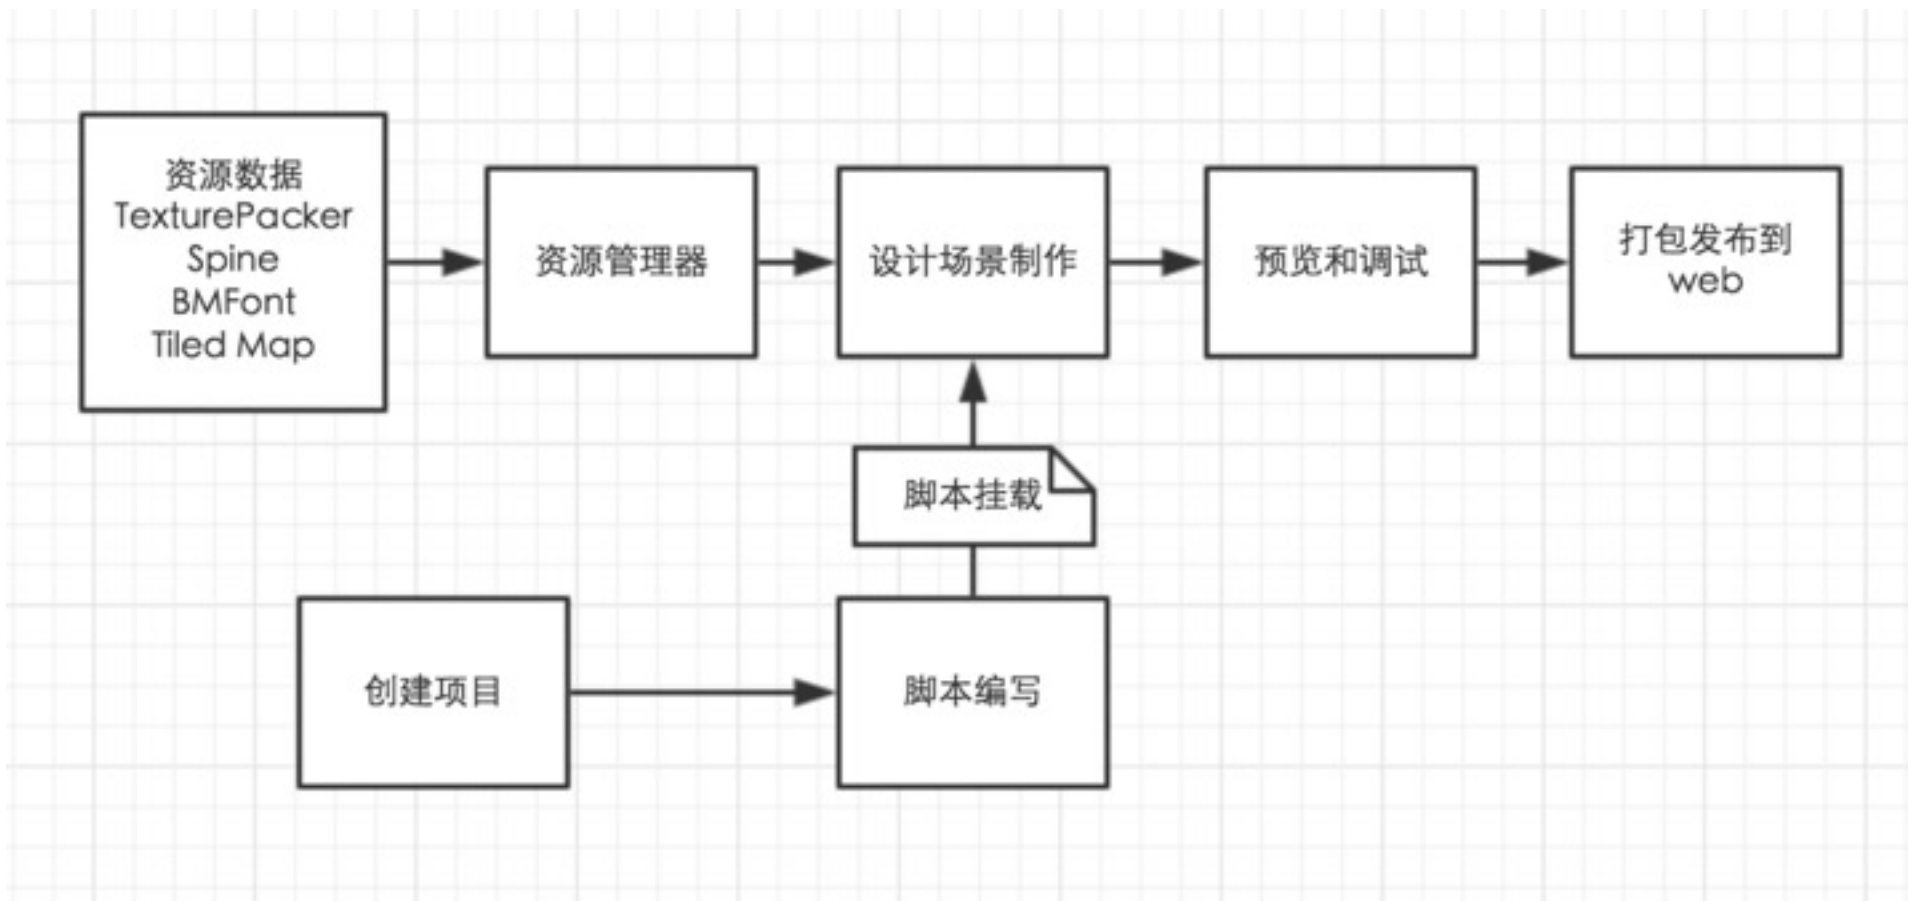 资源数据
TexturePacker
Spine
BMFont
Tiled Map
资源管理器
设计场景制作
预览和调试
打包发布到
web
脚本挂载
创建项目
脚本编写